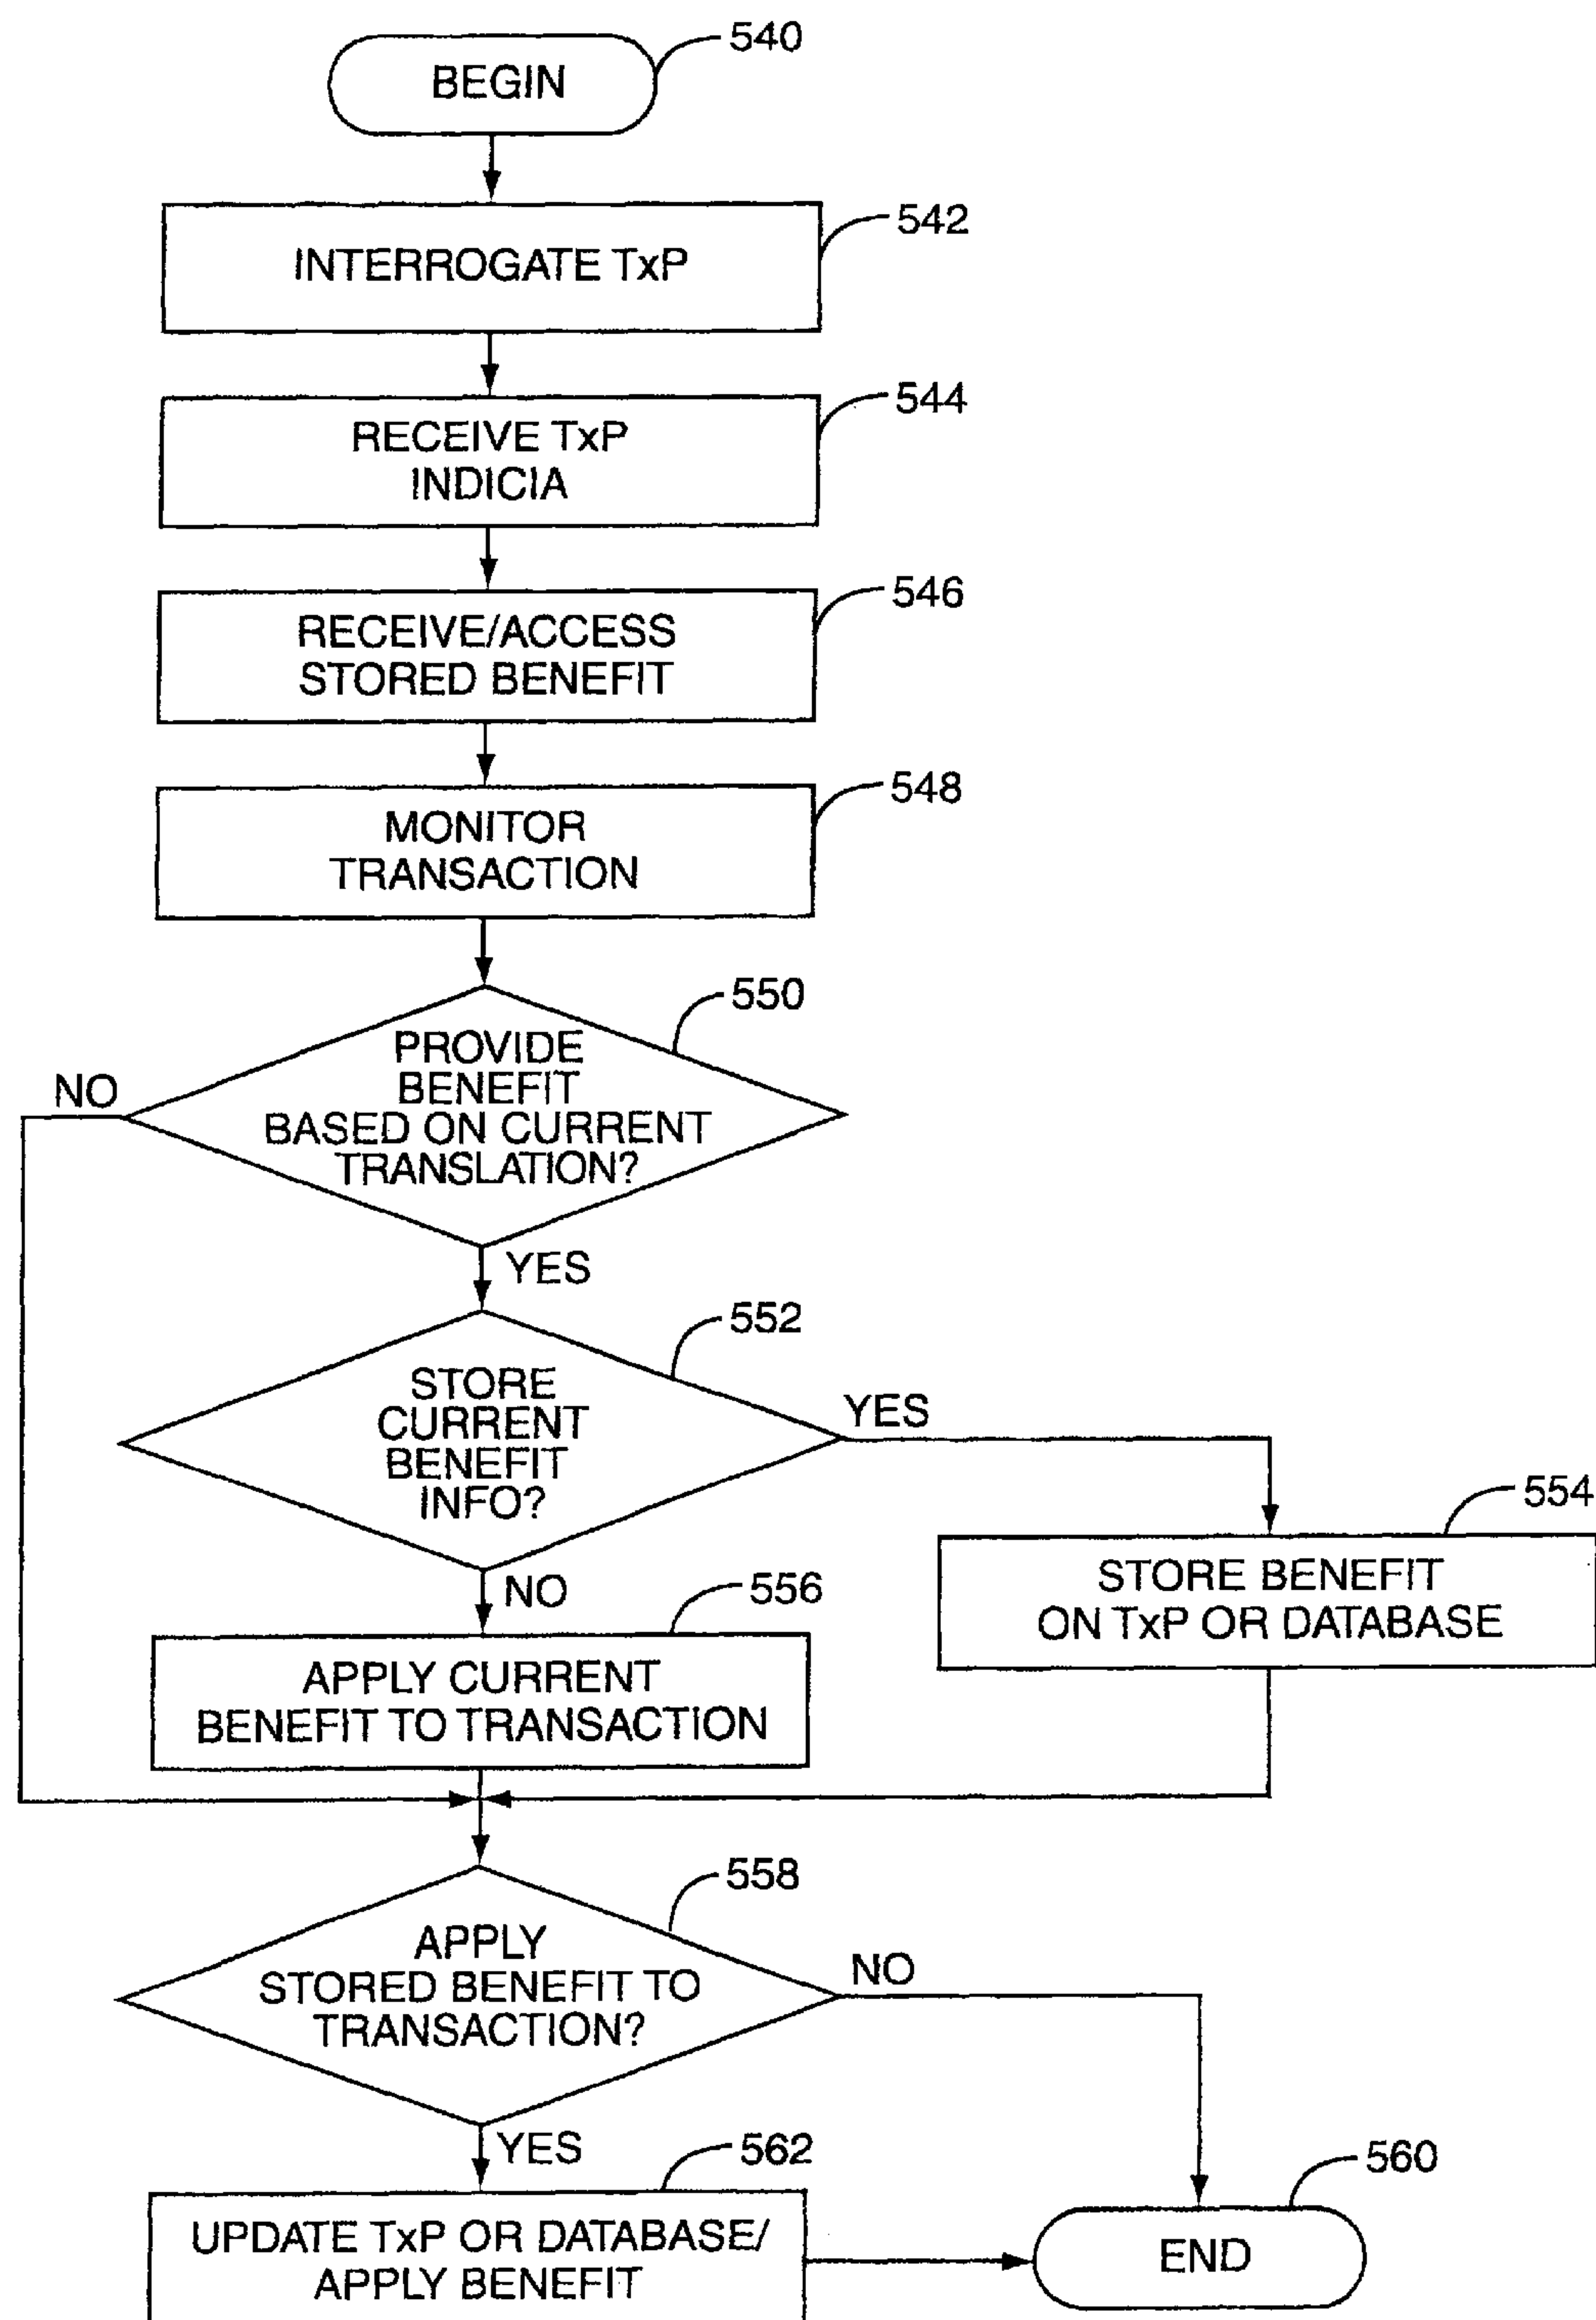 540
BEGIN
542
INTERROGATE TxP
544
RECEIVE TxP
INDICIA
546
RECEIVE/ACCESS
STORED BENEFIT
548
MONITOR
TRANSACTION
550
PROVIDE
BENEFIT
BASED ON CURRENT
TRANSLATION?
NO
YES
552
STORE
CURRENT
BENEFIT
INFO?
YES
554
STORE BENEFIT
ON TxP OR DATABASE
NO
556
APPLY CURRENT
BENEFIT TO TRANSACTION
558
APPLY
STORED BENEFIT TO
TRANSACTION?
NO
YES
562
UPDATE TxP OR DATABASE/
APPLY BENEFIT
560
END